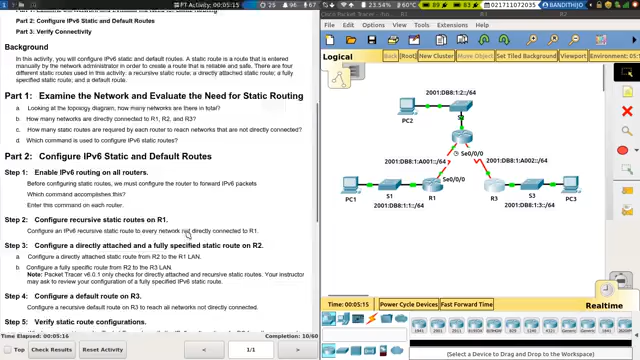 PT Activity: 00:05:15
25
96
67
23.54%
89
83
021711072035
BANDITHIJO
Part 2: Configure IPv6 Static and Default Routes
Part 3: Verify Connectivity
Background
In this activity, you will configure IPv6 static and default routes. A static route is a route that is entered
manually by the network administrator in order to create a route that is reliable and safe. There are four
different static routes used in this activity: a recursive static route; a directly attached static route; a fully
specified static route; and a default route.
Part 1: Examine the Network and Evaluate the Need for Static Routing
a. Looking at the topology diagram, how many networks are there in total?
b. How many networks are directly connected to R1, R2, and R3?
c. How many static routes are required by each router to reach networks that are not directly connected?
d. Which command is used to configure IPv6 static routes?
Part 2: Configure IPv6 Static and Default Routes
Step 1: Enable IPv6 routing on all routers.
Before configuring static routes, we must configure the router to forward IPv6 packets
Which command accomplishes this?
Enter this command on each router.
Step 2: Configure recursive static routes on R1.
Configure an IPv6 recursive static route to every network not directly connected to R1.
Step 3: Configure a directly attached and a fully specified static route on R2.
a. Configure a directly attached static route from R2 to the R1 LAN.
b. Configure a fully specific route from R2 to the R3 LAN.
Note: Packet Tracer v6.0.1 only checks for directly attached and recursive static routes. Your instructor
may ask to review your configuration of a fully specified IPv6 static route.
Step 4: Configure a default route on R3.
Configure a recursive default route on R3 to reach all networks not directly connected.
Step 5: Verify static route configurations.
Time Elapsed: 00:05:16
Completion: 10/60
Top
Check Results
Reset Activity
<
1/1
>
File
Edit
Options
View
Tools
Extensions
Help
Logical
Back
[Root]
New Cluster
Move Object
Set Tiled Background
Viewport
Environment: 05:1
2001:DB8:1:2::/64
PC2
S2
Se0/0/0
2001:DB8:1:A001::/64
2001:DB8:1:A002::/64
Se0/0/0
PC1
S1
R1
R3
S3
PC3
2001:DB8:1:1::/64
2001:DB8:1:3::/64
Time: 00:05:15
Power Cycle Devices
Fast Forward Time
Realtime
(Select a Device to Drag and Drop to the Workspace)